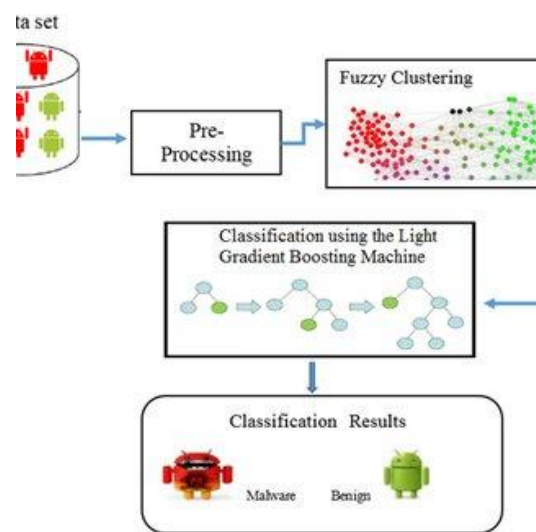 ta set
Fuzzy Clustering
Pre-
Processing
Classification using the Light
Gradient Boosting Machine
Classification Results
Malware
Benign